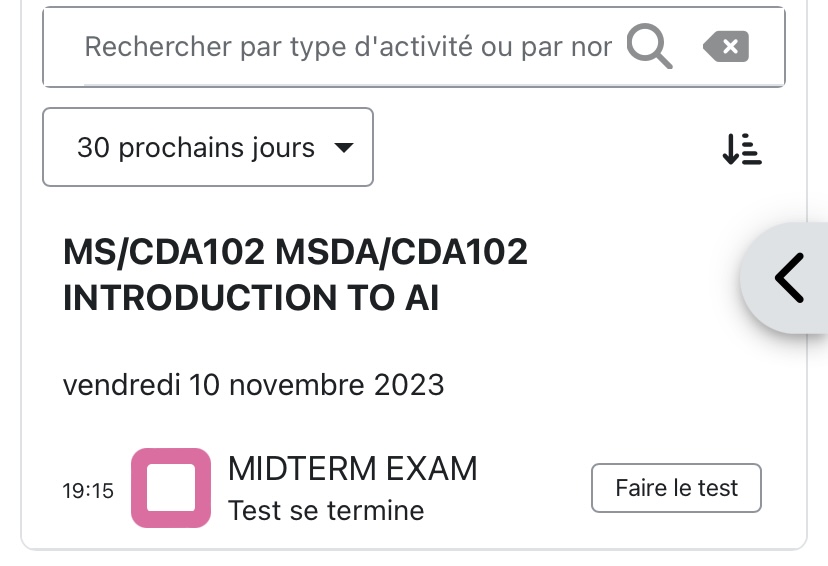 Rechercher par type d'activité ou par nor
30 prochains jours
MS/CDA102 MSDA/CDA102
INTRODUCTION TO AI
vendredi 10 novembre 2023
19:15
MIDTERM EXAM
Test se termine
Faire le test